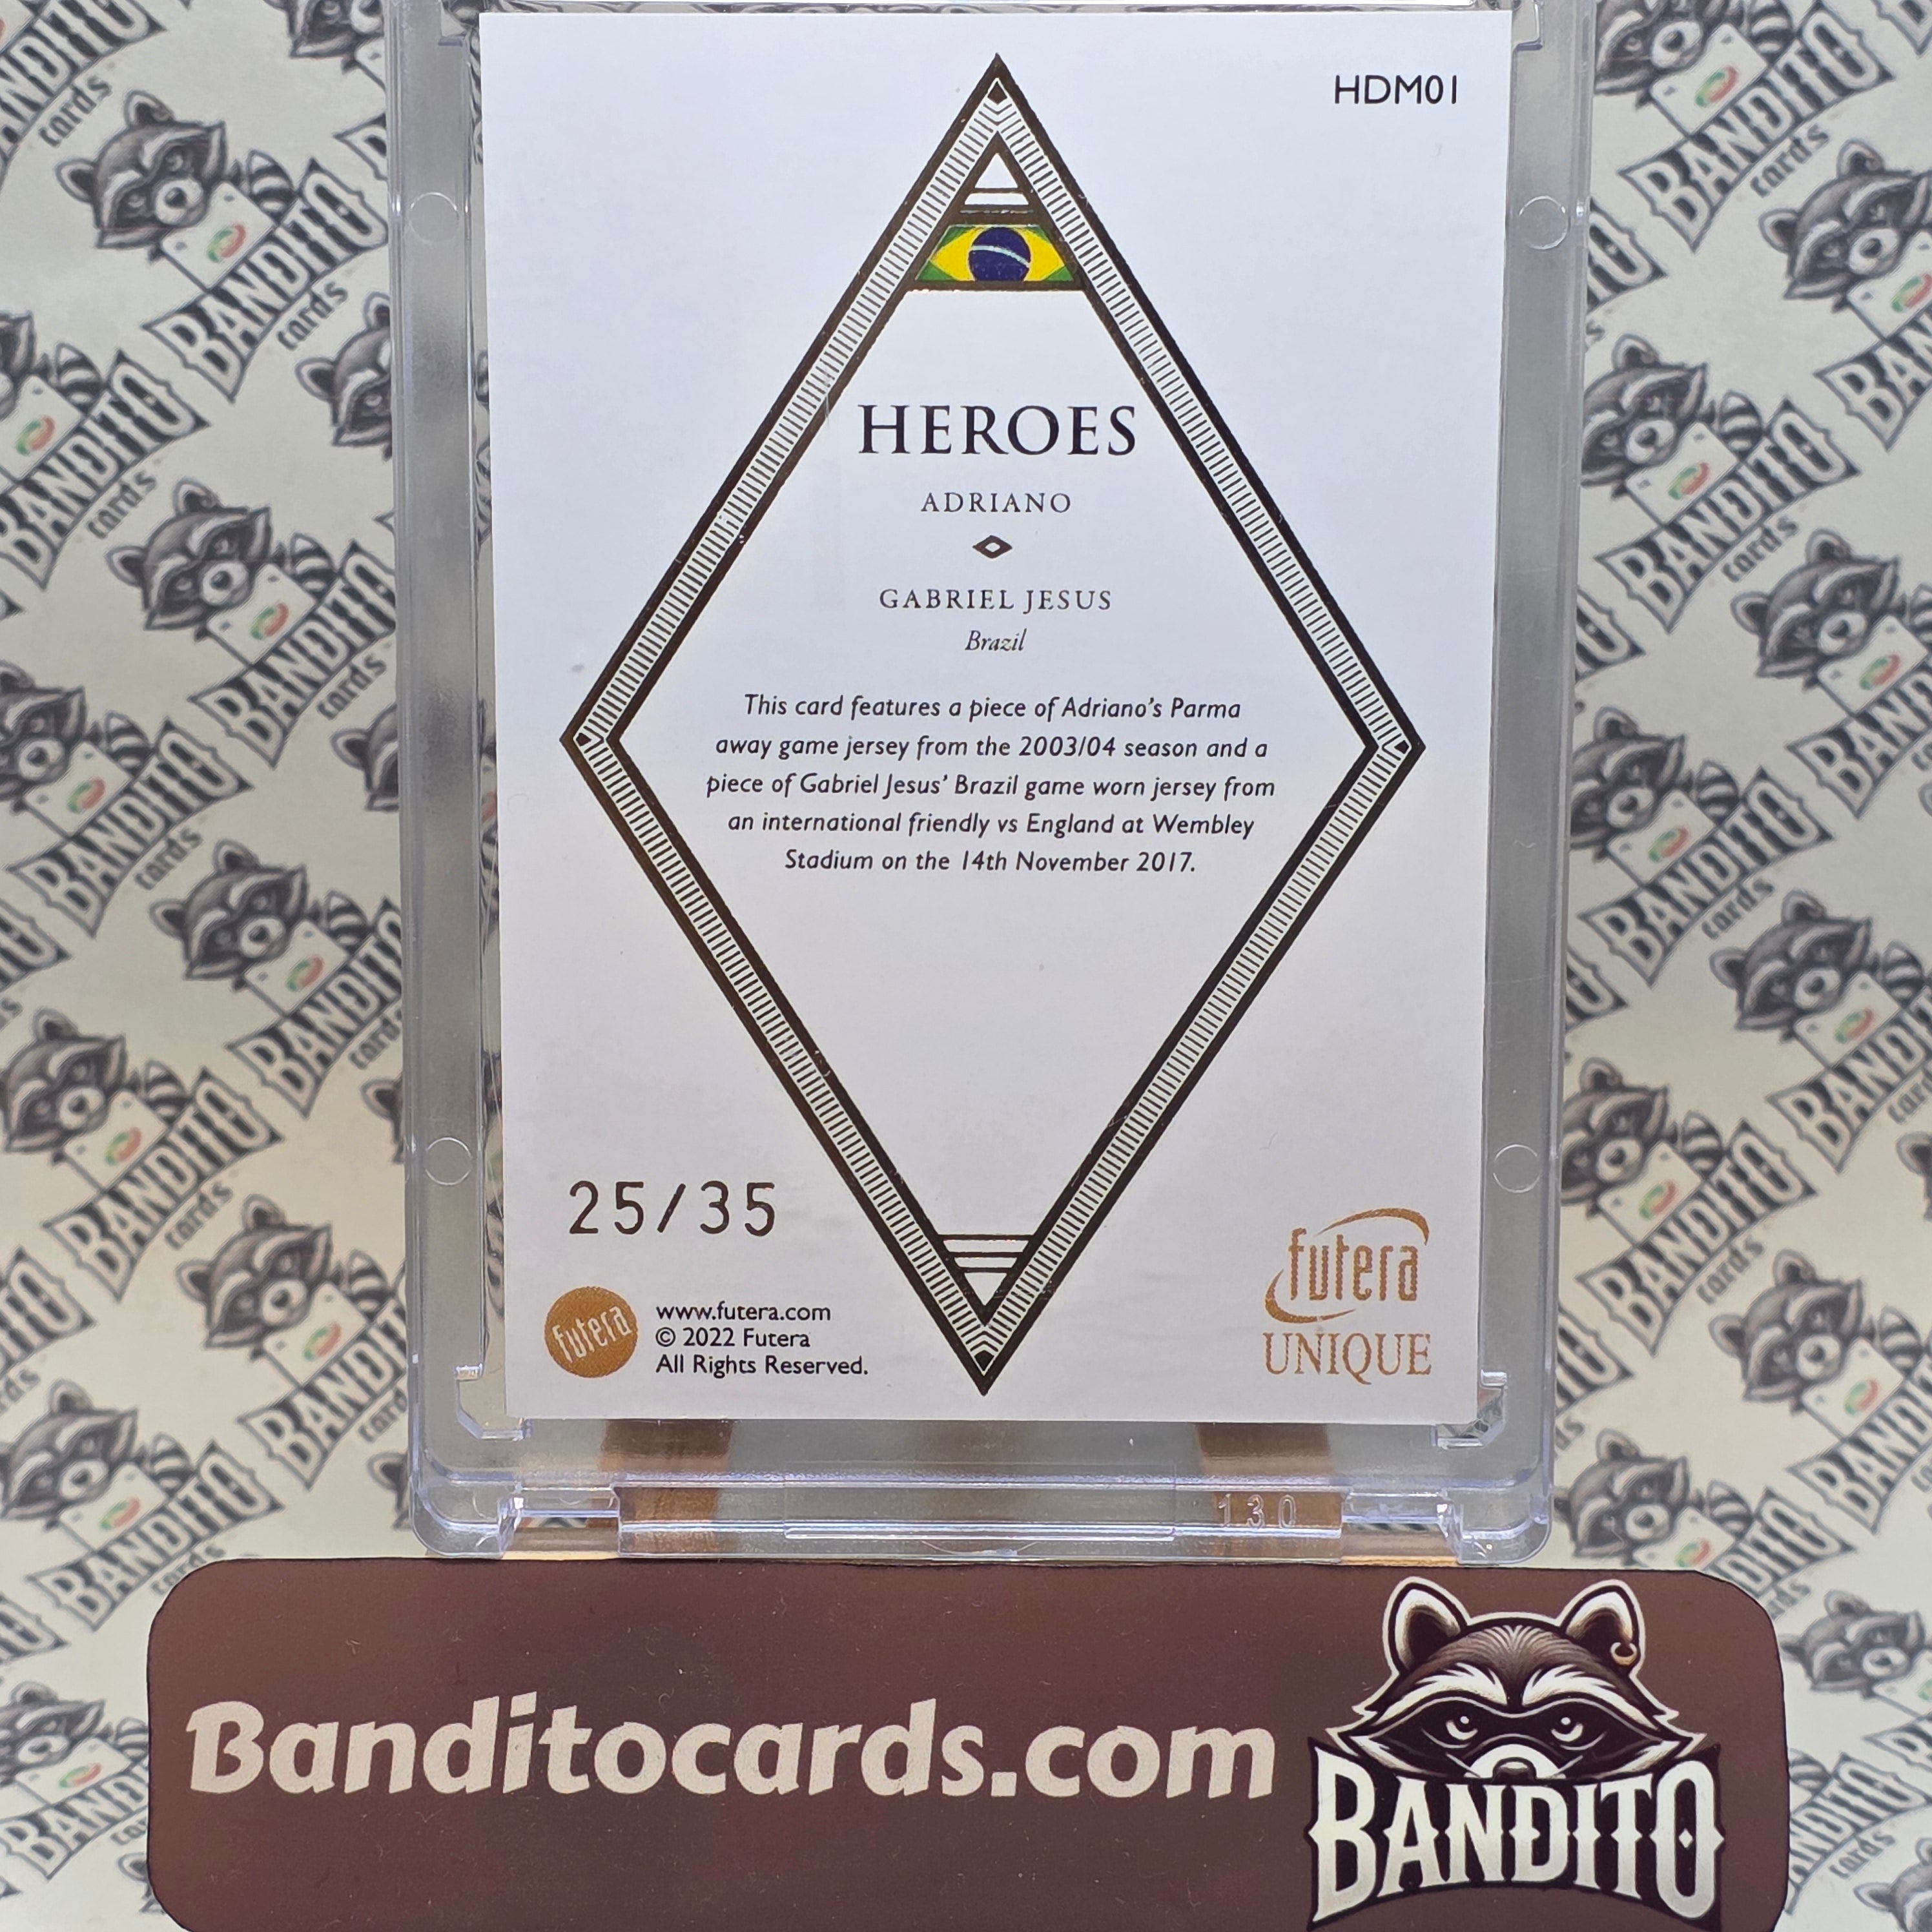 HDM01
HEROES
ADRIANO
GABRIEL JESUS
Brazil
This card features a piece of Adriano's Parma
away game jersey from the 2003/04 season and a
piece of Gabriel Jesus' Brazil game worn jersey from
an international friendly vs England at Wembley
Stadium on the 14th November 2017.
25/35
futera
www.futera.com
© 2022 Futera
All Rights Reserved.
futera
UNIQUE
130
Banditocards.com
BANDITO
BANDITO
cards